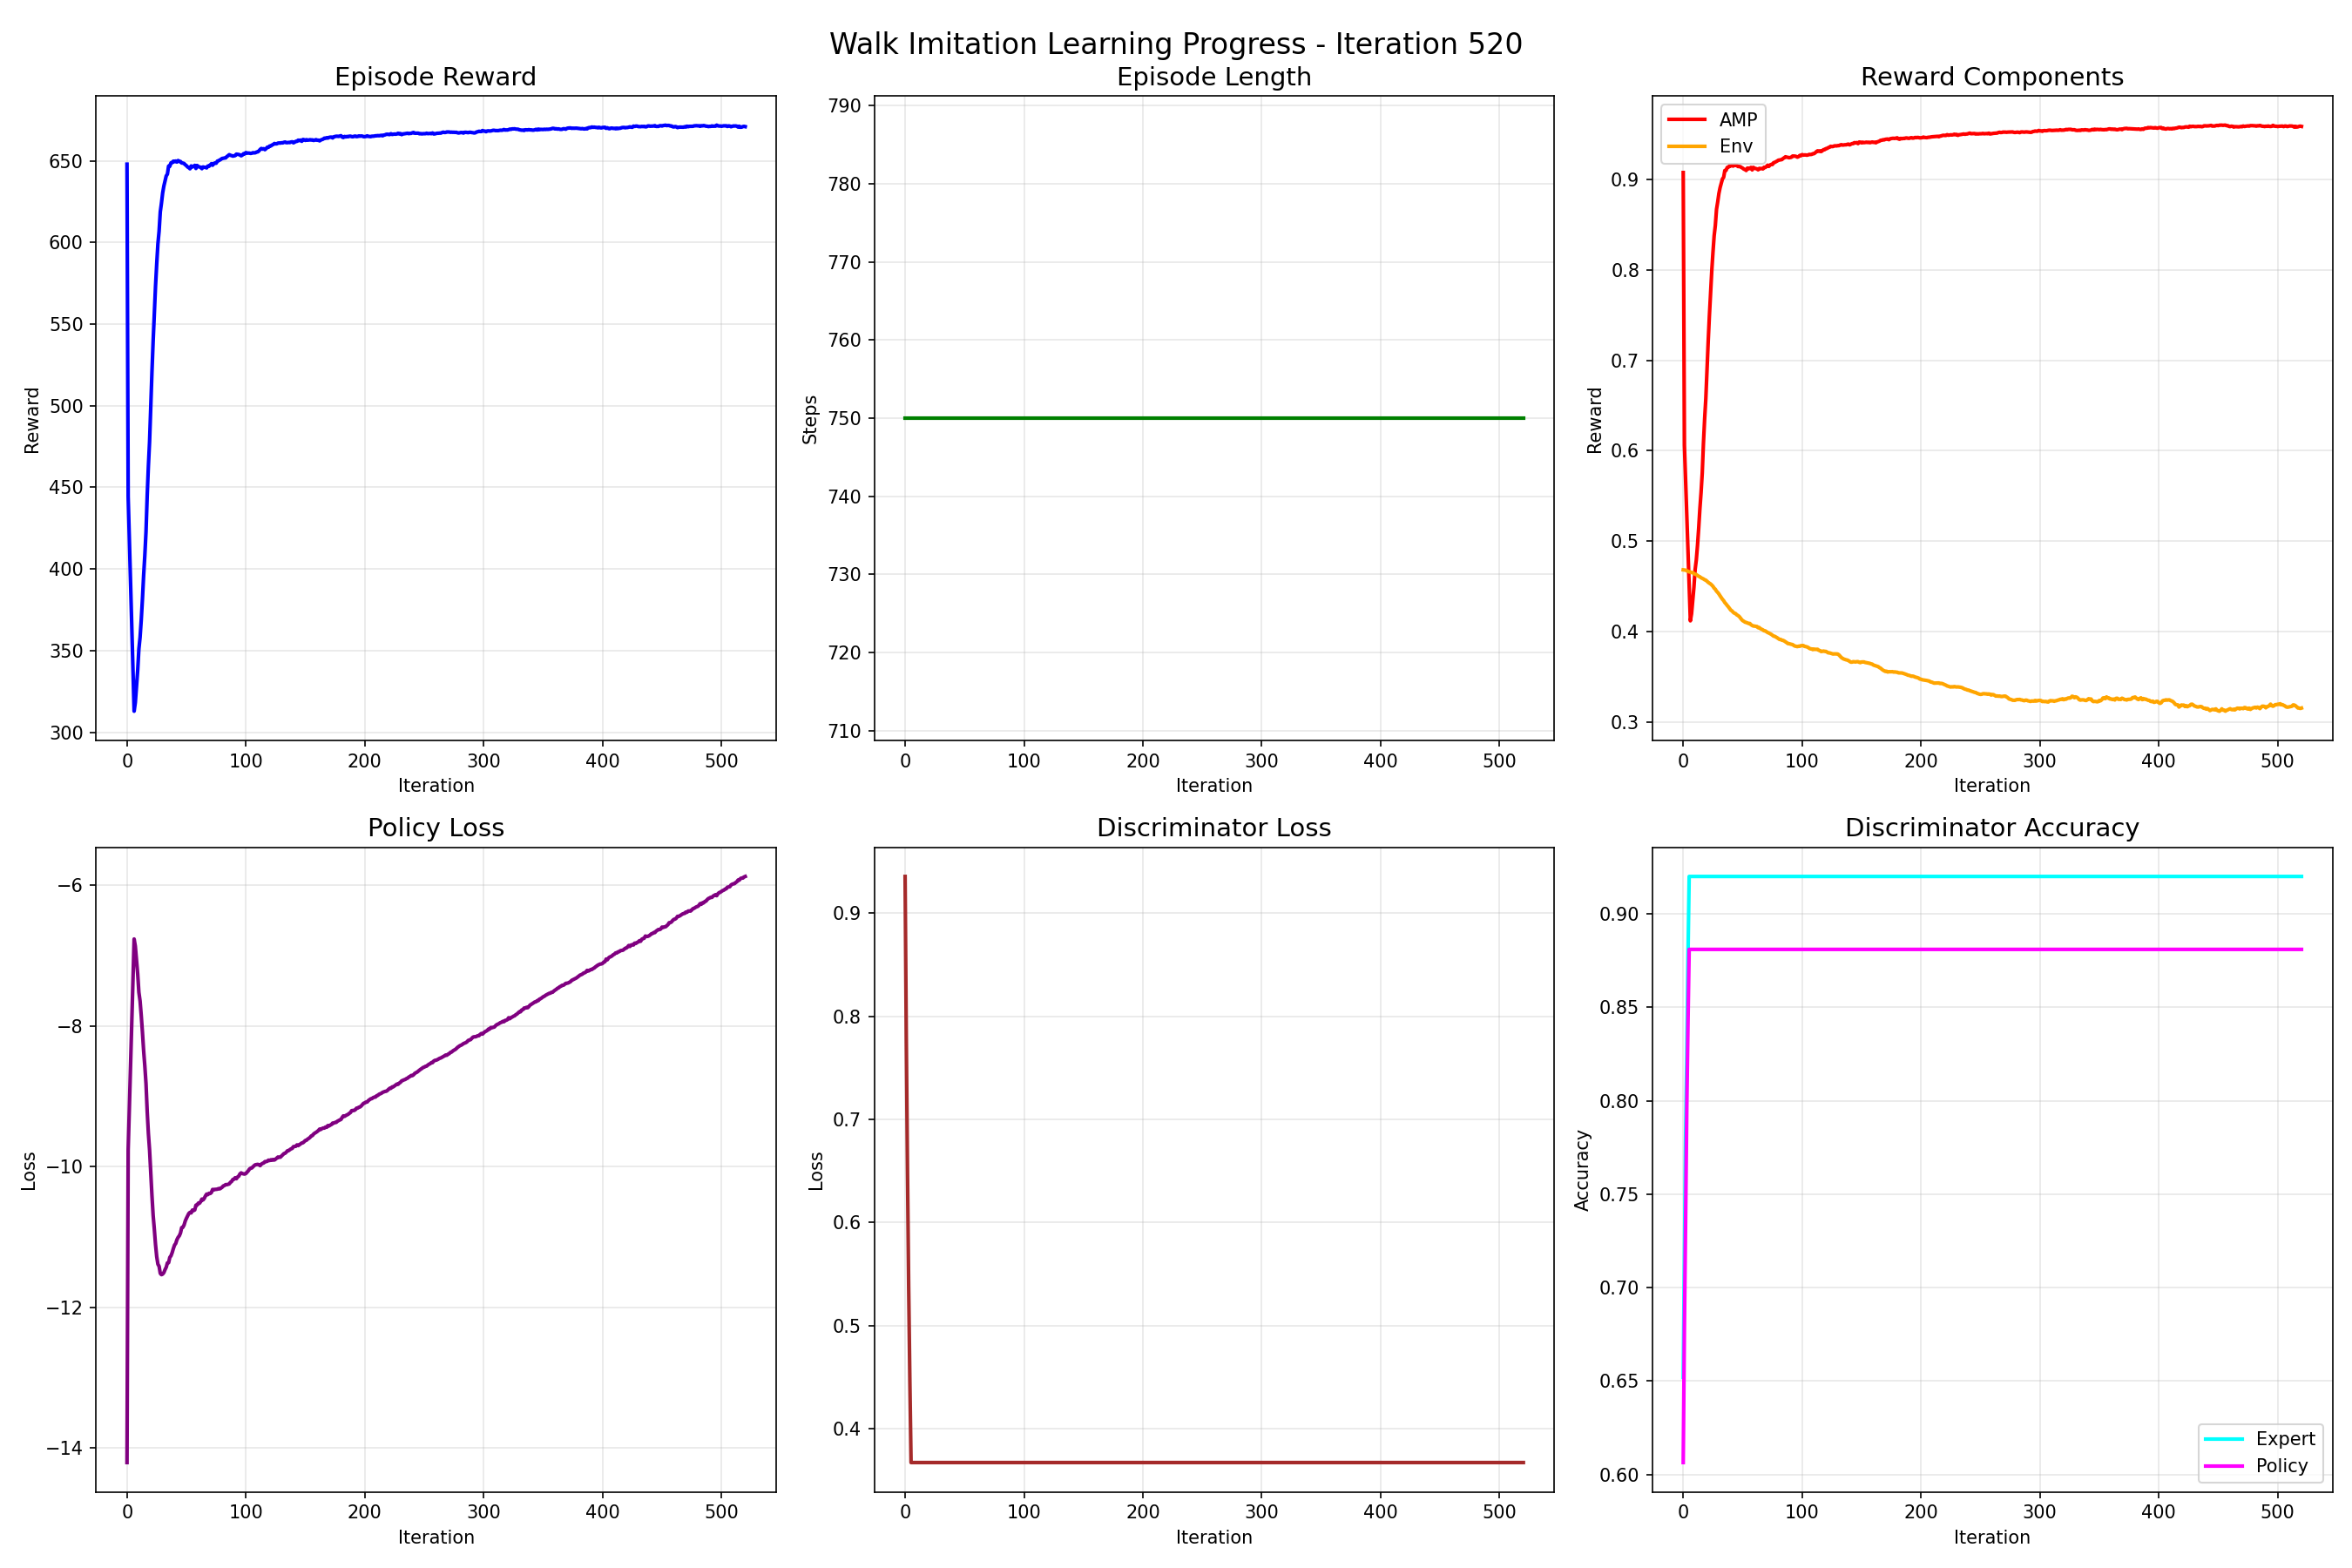 Walk Imitation Learning Progress - Iteration 520
Episode Reward
650
600
550
500
450
400
350
300
Reward
0 100 200 300 400 500
Iteration
Episode Length
790
780
770
760
750
740
730
720
710
Steps
0 100 200 300 400 500
Iteration
Reward Components
AMP
Env
0.9
0.8
0.7
0.6
0.5
0.4
0.3
Reward
0 100 200 300 400 500
Iteration
Policy Loss
−6
−8
−10
−12
−14
Loss
0 100 200 300 400 500
Iteration
Discriminator Loss
0.9
0.8
0.7
0.6
0.5
0.4
Loss
0 100 200 300 400 500
Iteration
Discriminator Accuracy
0.90
0.85
0.80
0.75
0.70
0.65
0.60
Accuracy
Expert
Policy
0 100 200 300 400 500
Iteration